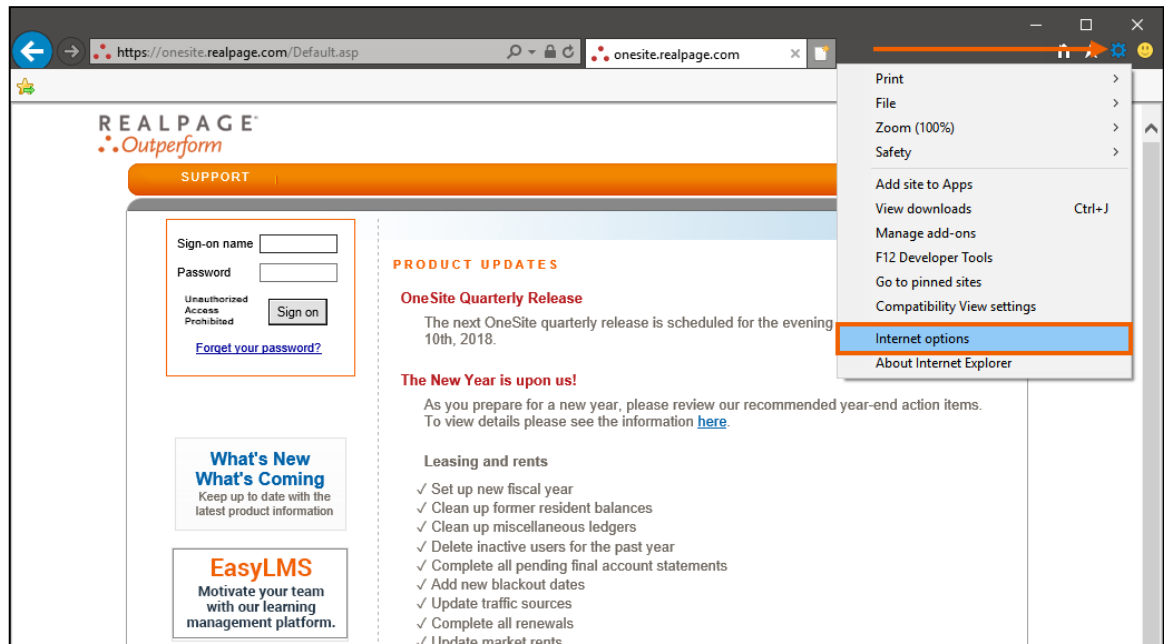 https://onesite.realpage.com/Default.asp
onesite.realpage.com
Print
File
Zoom (100%)
Safety
Add site to Apps
View downloads Ctrl+J
Manage add-ons
F12 Developer Tools
Go to pinned sites
Compatibility View settings
Internet options
About Internet Explorer
REALPAGE
Outperform
SUPPORT
Sign-on name
Password
Unauthorized
Access
Prohibited
Sign on
Forget your password?
What's New
What's Coming
Keep up to date with the
latest product information
EasyLMS
Motivate your team
with our learning
management platform.
PRODUCT UPDATES
OneSite Quarterly Release
The next OneSite quarterly release is scheduled for the evening
10th, 2018.
The New Year is upon us!
As you prepare for a new year, please review our recommended year-end action items.
To view details please see the information here.
Leasing and rents
✓ Set up new fiscal year
✓ Clean up former resident balances
✓ Clean up miscellaneous ledgers
✓ Delete inactive users for the past year
✓ Complete all pending final account statements
✓ Add new blackout dates
✓ Update traffic sources
✓ Complete all renewals
✓ Update market rents